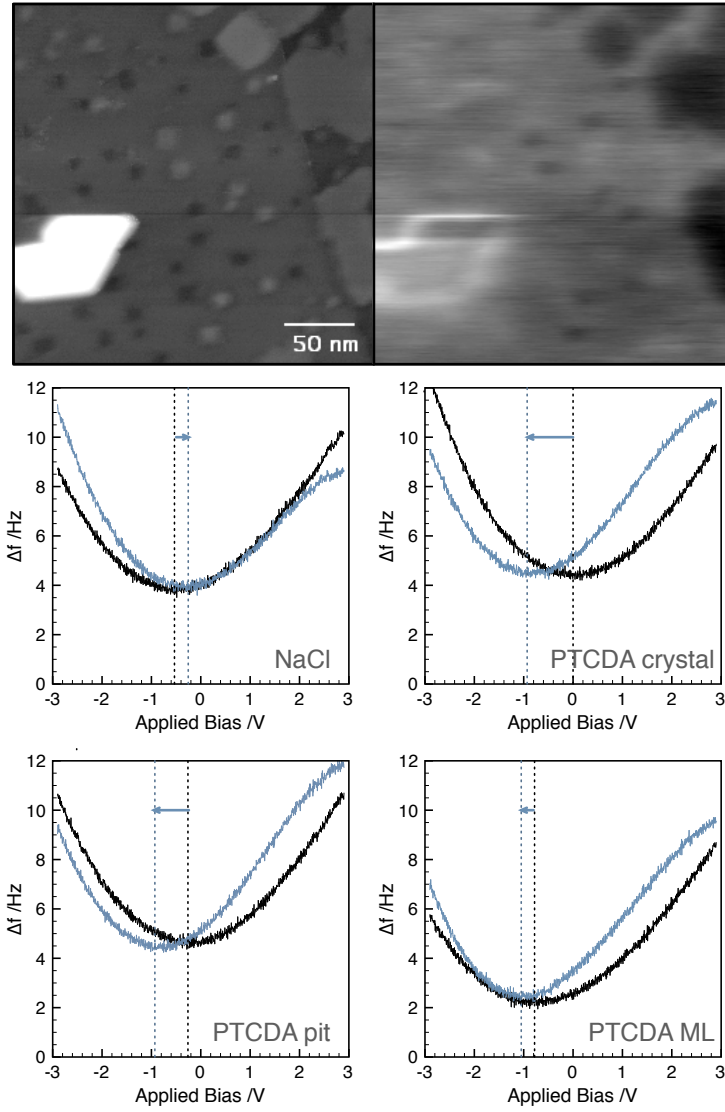 50 nm
12
10
8
6
4
2
0
Δf /Hz
NaCl
-3 -2 -1 0 1 2 3
Applied Bias /V
12
10
8
6
4
2
0
Δf /Hz
PTCDA crystal
-3 -2 -1 0 1 2 3
Applied Bias /V
12
10
8
6
4
2
0
Δf /Hz
PTCDA pit
-3 -2 -1 0 1 2 3
Applied Bias /V
12
10
8
6
4
2
0
Δf /Hz
PTCDA ML
-3 -2 -1 0 1 2 3
Applied Bias /V